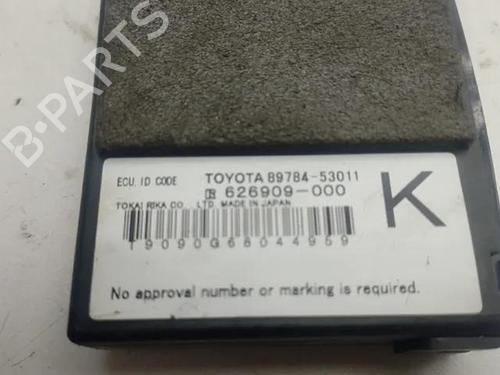 B-PARTS
ECU, ID CODE TOYOTA 89784-53011
626909-000
TOKAI RIKA CO., LTD. MADE IN JAPAN
K
19090G68044959
No approval number or marking is required.